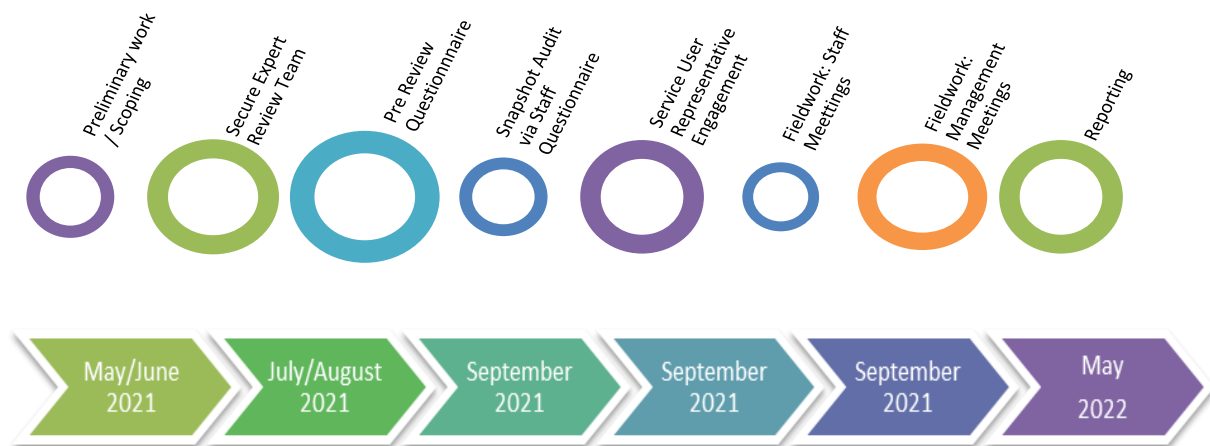 Preliminary work
/ Scoping
Secure Expert
Review Team
Pre Review
Questionnnaire
Snapshot Audit
via Staff
Questionnaire
Service User
Representative
Engagement
Fieldwork: Staff
Meettings
Fieldwork:
Management
Meetings
Reporting
May/June
2021
July/August
2021
September
2021
September
2021
September
2021
May
2022